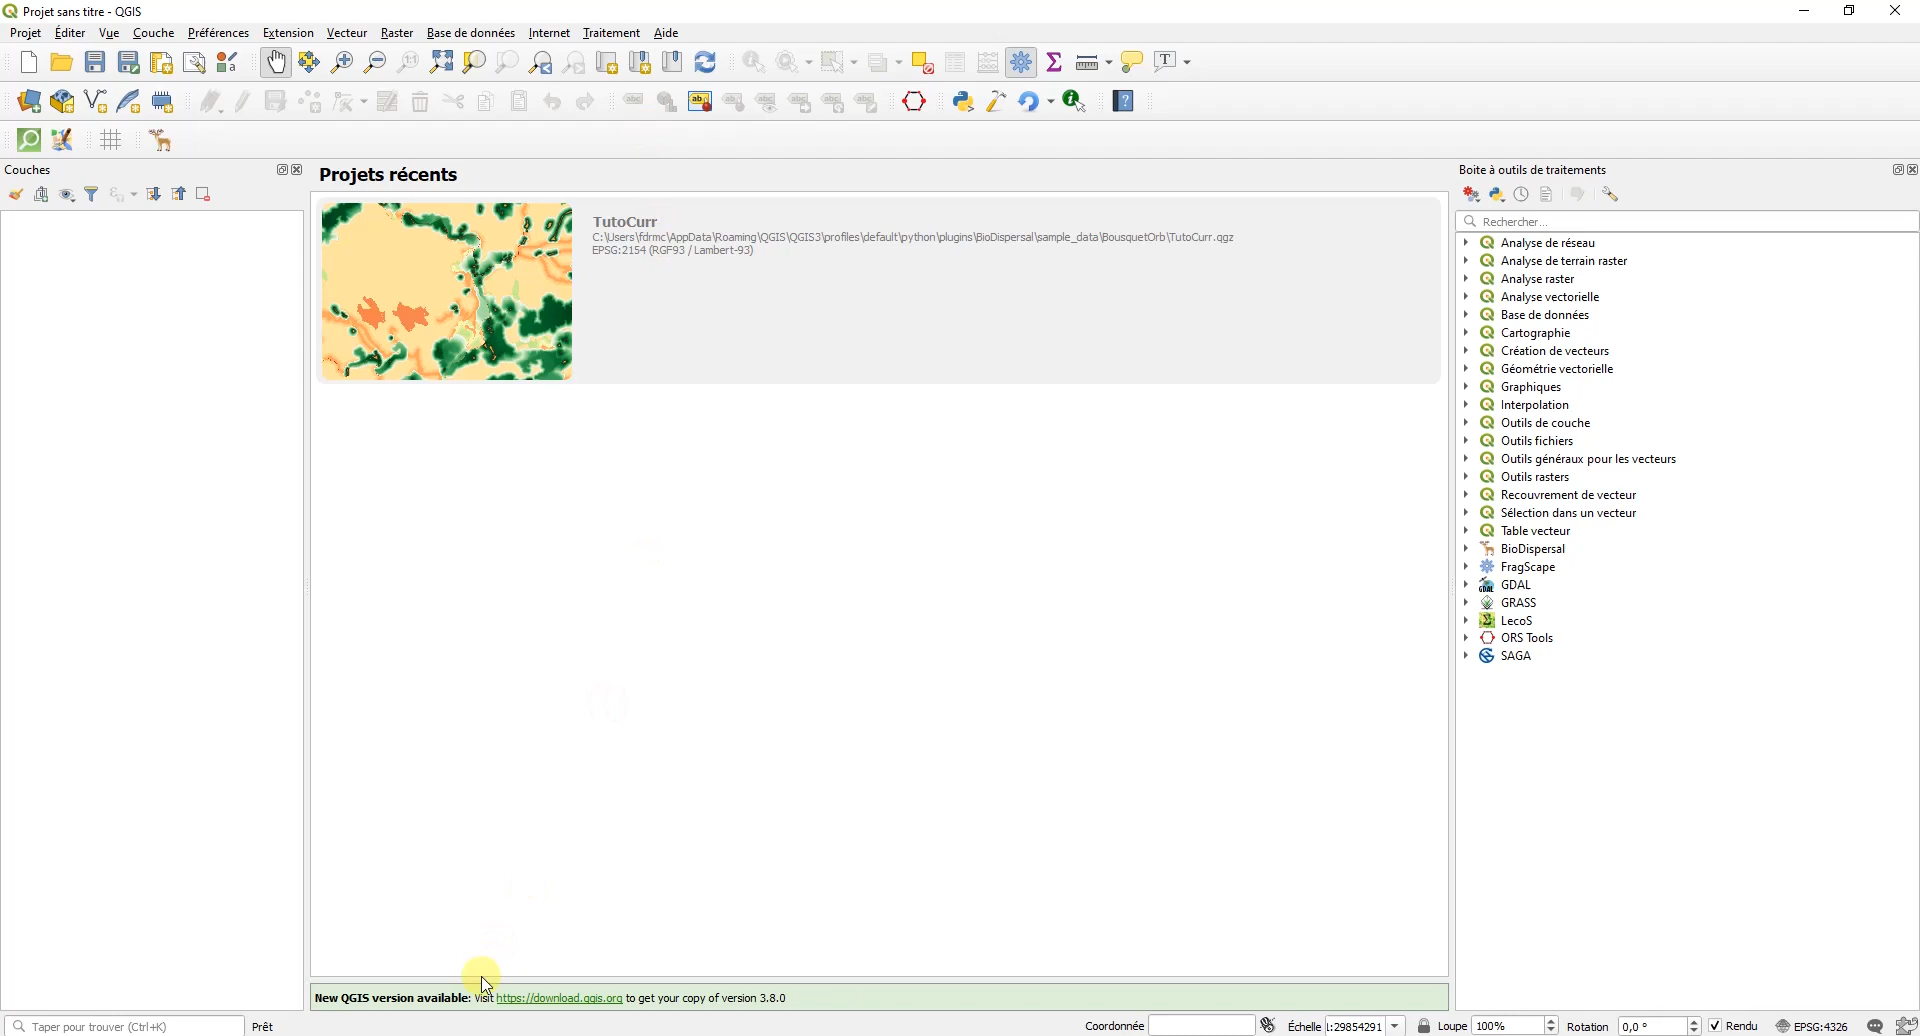 Projet sans titre - QGIS
Projet Éditer Vue Couche Préférences Extension Vecteur Raster Base de données Internet Traitement Aide
Couches
Projets récents
TutoCurr
C:\Users\fdrmc\AppData\Roaming\QGIS\QGIS3\profiles\default\python\plugins\BioDispersal\sample_data\BousquetOrb\TutoCurr.qgz
EPSG:2154 (RGF93 / Lambert-93)
Boite à outils de traitements
Rechercher...
Analyse de réseau
Analyse de terrain raster
Analyse raster
Analyse vectorielle
Base de données
Cartographie
Création de vecteurs
Géométrie vectorielle
Graphiques
Interpolation
Outils de couche
Outils fichiers
Outils généraux pour les vecteurs
Outils rasters
Recouvrement de vecteur
Sélection dans un vecteur
Table vecteur
BioDispersal
FragScape
GDAL
GRASS
LecoS
ORS Tools
SAGA
New QGIS version available: Visit https://download.qgis.org to get your copy of version 3.8.0
Taper pour trouver (Ctrl+K) Prêt Coordonnée Échelle 1:29854291 Loupe 100% Rotation 0,0 ° Rendu EPSG:4326